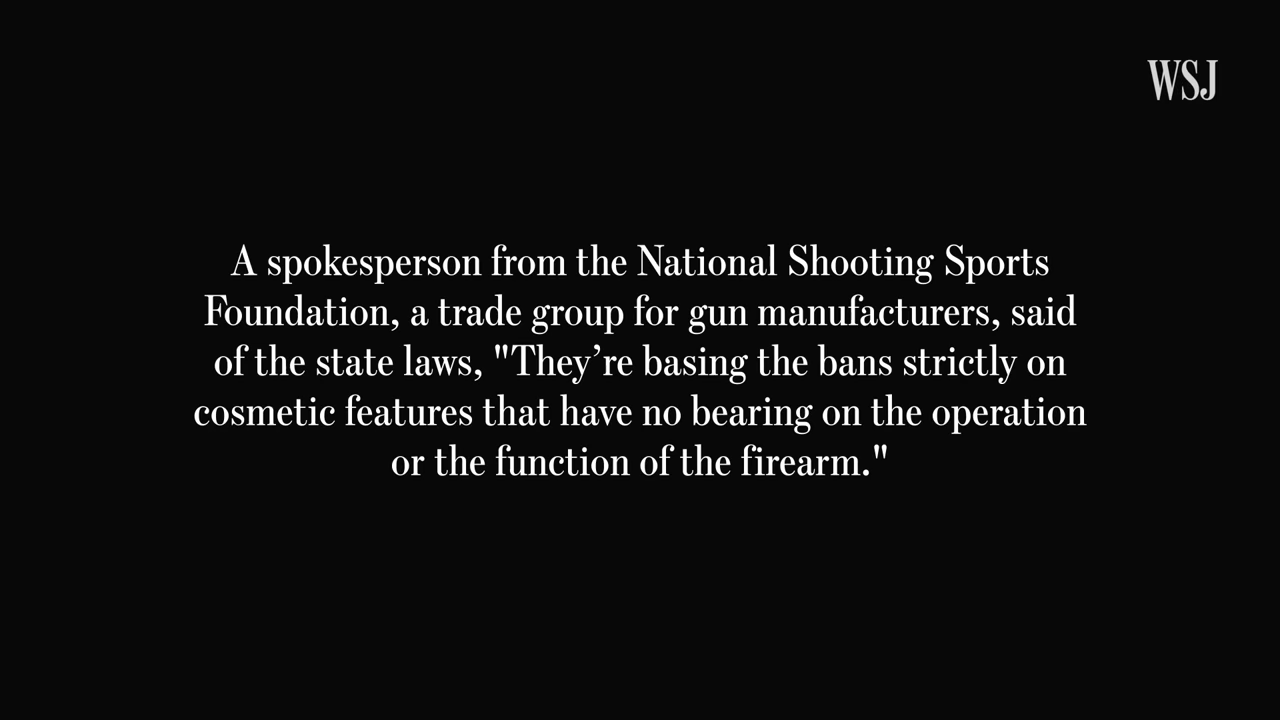 WSJ
A spokesperson from the National Shooting Sports
Foundation, a trade group for gun manufacturers, said
of the state laws, "They’re basing the bans strictly on
cosmetic features that have no bearing on the operation
or the function of the firearm."